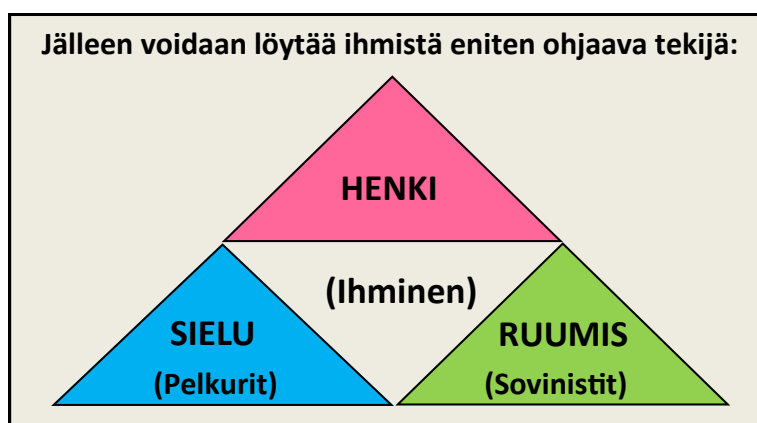 Jälleen voidaan löytää ihmistä eniten ohjaava tekijä:
HENKI
(Ihminen)
SIELU
RUUMIS
(Pelkurit)
(Sovinistit)